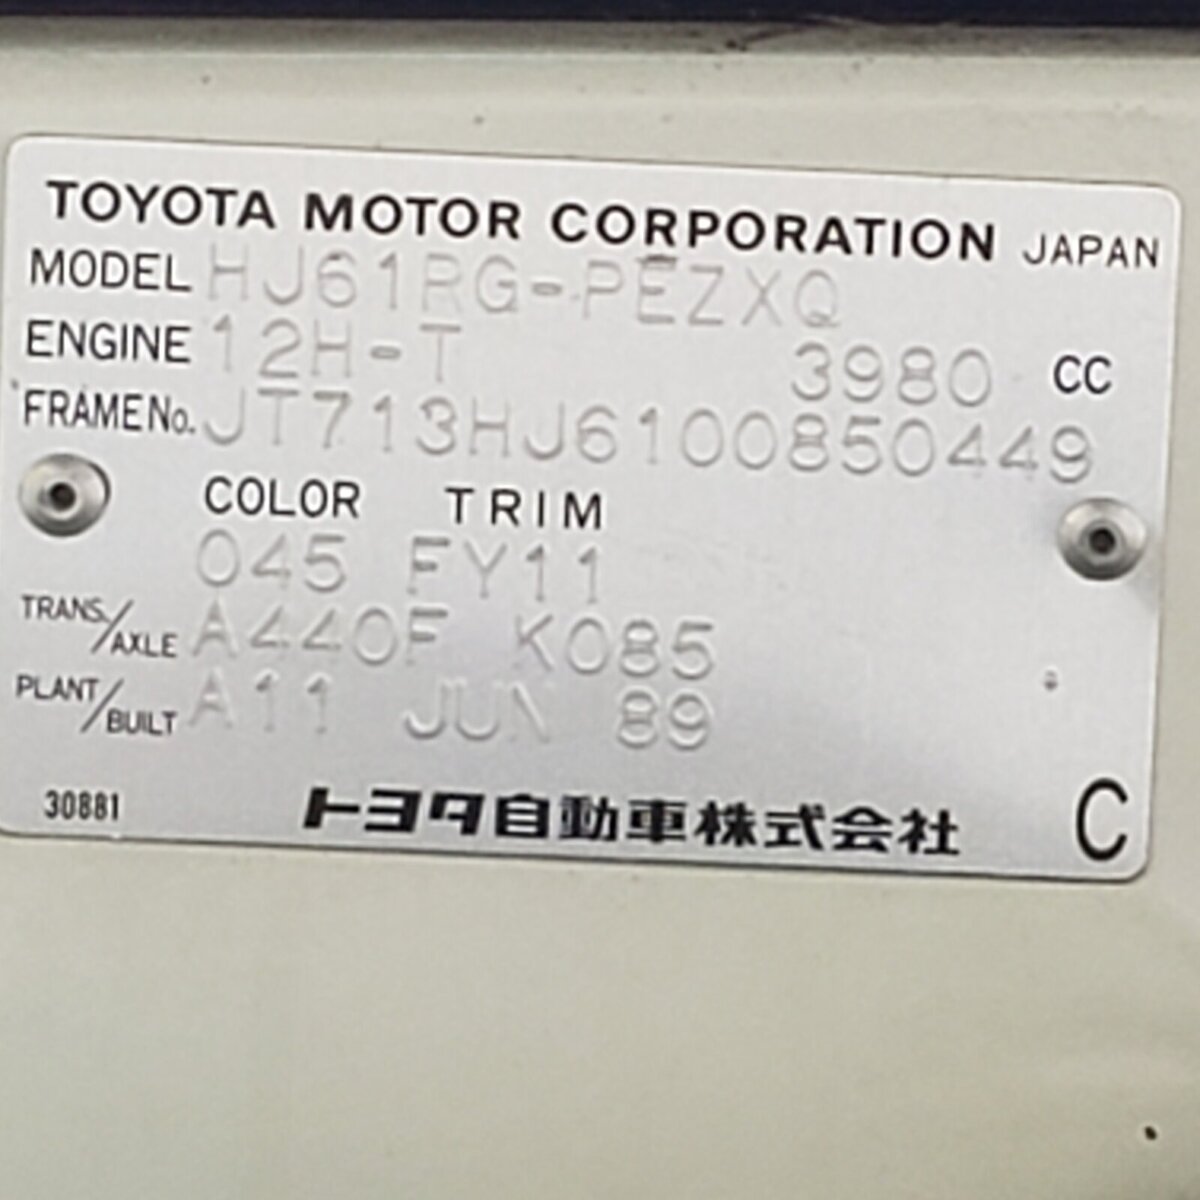 TOYOTA MOTOR CORPORATION JAPAN
MODEL HJ61RG-PEZXQ
ENGINE 12H-T 3980 CC
FRAME No. JT713HJ6100850449
COLOR TRIM
045 FY11
TRANS./AXLE A440F K085
PLANT/BUILT A11 JUN 89
30881 トヨタ自動車株式会社 C